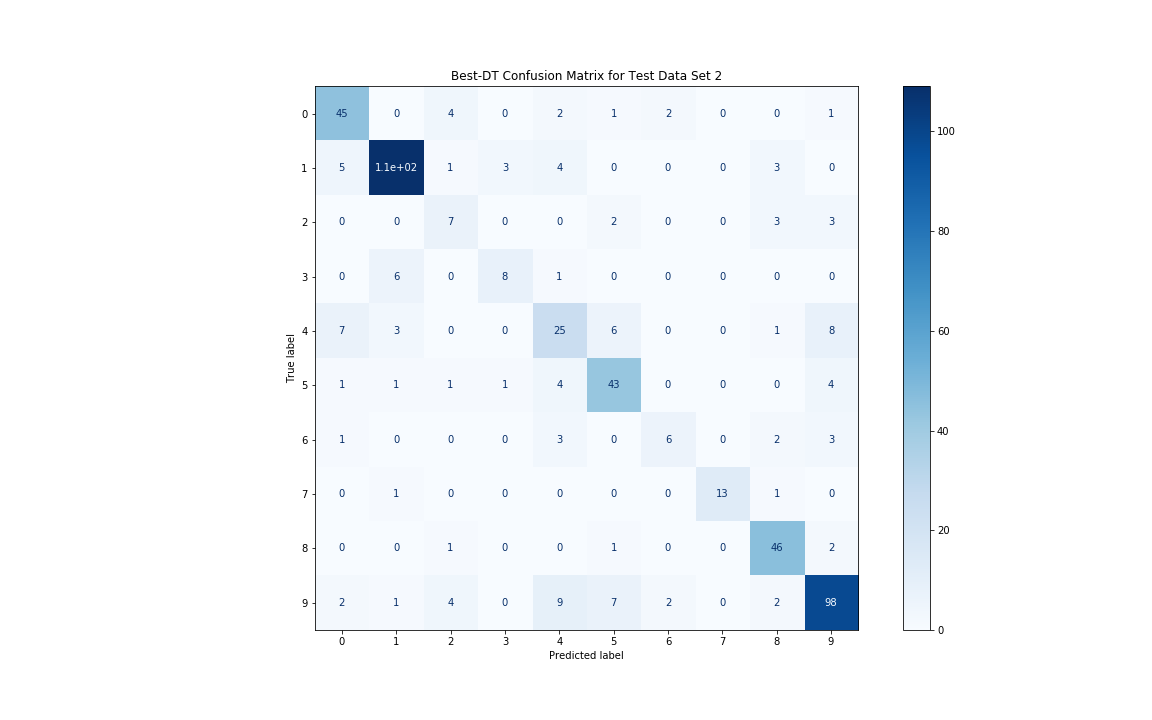 Best-DT Confusion Matrix for Test Data Set 2
0 45 0 4 0 2 1 2 0 0 1
1 5 1.1e+02 1 3 4 0 0 0 3 0
2 0 0 7 0 0 2 0 0 3 3
3 0 6 0 8 1 0 0 0 0 0
4 7 3 0 0 25 6 0 0 1 8
5 1 1 1 1 4 43 0 0 0 4
6 1 0 0 0 3 0 6 0 2 3
7 0 1 0 0 0 0 0 13 1 0
8 0 0 1 0 0 1 0 0 46 2
9 2 1 4 0 9 7 2 0 2 98
0 1 2 3 4 5 6 7 8 9
True label
Predicted label
100
80
60
40
20
0